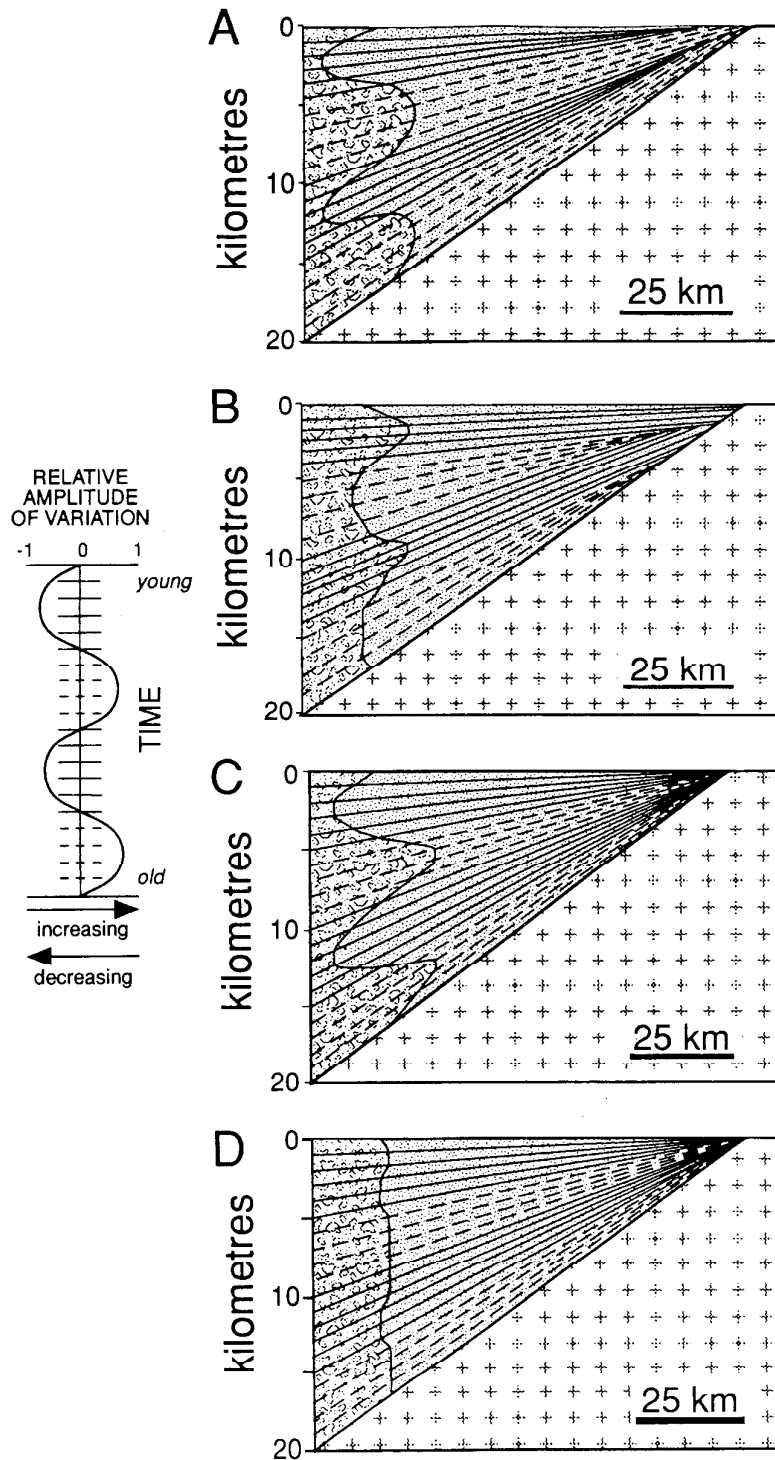 A
kilometres
0
10
20
25 km
B
kilometres
0
10
20
25 km
RELATIVE
AMPLITUDE
OF VARIATION
-1 0 1
young
TIME
old
increasing
decreasing
C
kilometres
0
10
20
25 km
D
kilometres
0
10
20
25 km